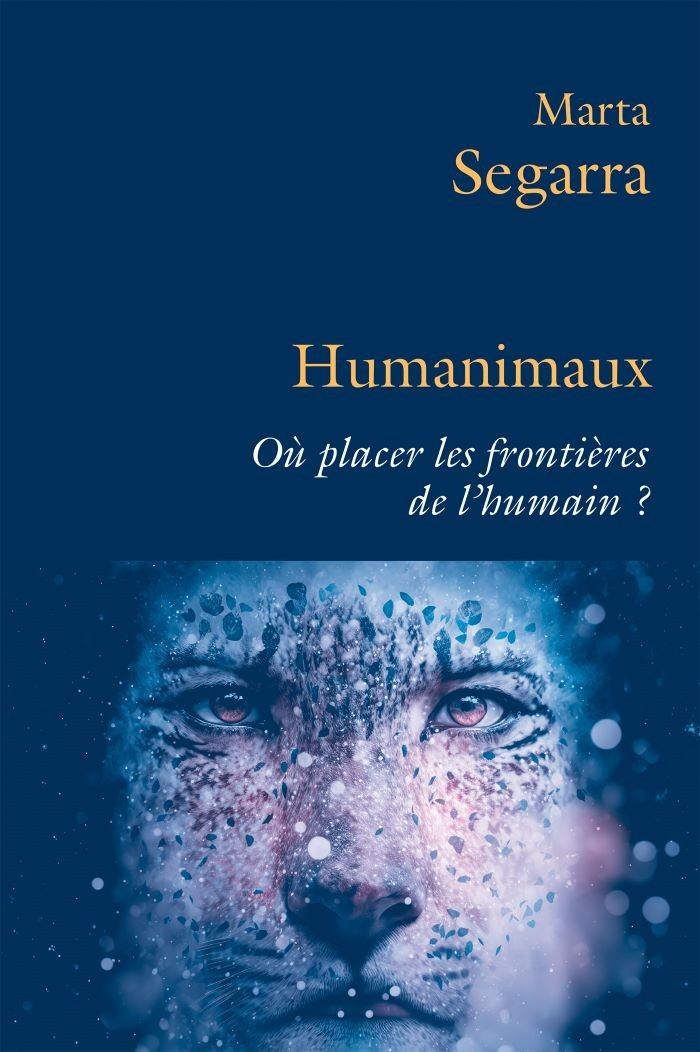 Marta
Segarra
Humanimaux
Où placer les frontières
de l'humain ?